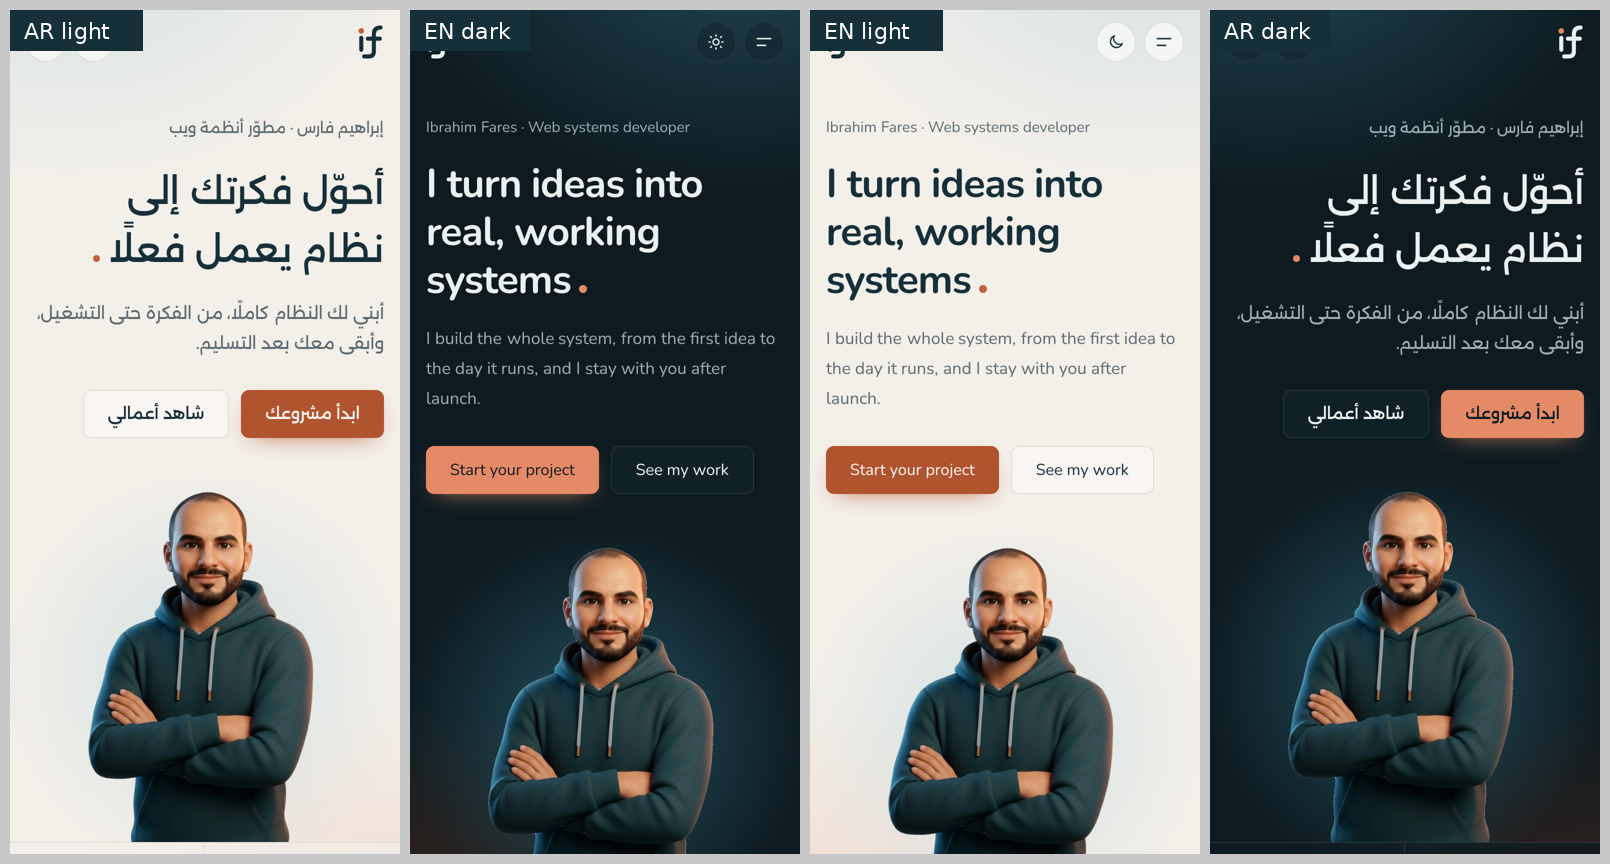 AR light
if
إبراهيم فارس · مطوّر أنظمة ويب
أحوّل فكرتك إلى
نظام يعمل فعلًا.
أبني لك النظام كاملًا، من الفكرة حتى التشغيل،
وأبقى معك بعد التسليم.
ابدأ مشروعك
شاهد أعمالي
EN dark
Ibrahim Fares · Web systems developer
I turn ideas into
real, working
systems.
I build the whole system, from the first idea to
the day it runs, and I stay with you after
launch.
Start your project
See my work
EN light
Ibrahim Fares · Web systems developer
I turn ideas into
real, working
systems.
I build the whole system, from the first idea to
the day it runs, and I stay with you after
launch.
Start your project
See my work
AR dark
if
إبراهيم فارس · مطوّر أنظمة ويب
أحوّل فكرتك إلى
نظام يعمل فعلًا.
أبني لك النظام كاملًا، من الفكرة حتى التشغيل،
وأبقى معك بعد التسليم.
ابدأ مشروعك
شاهد أعمالي